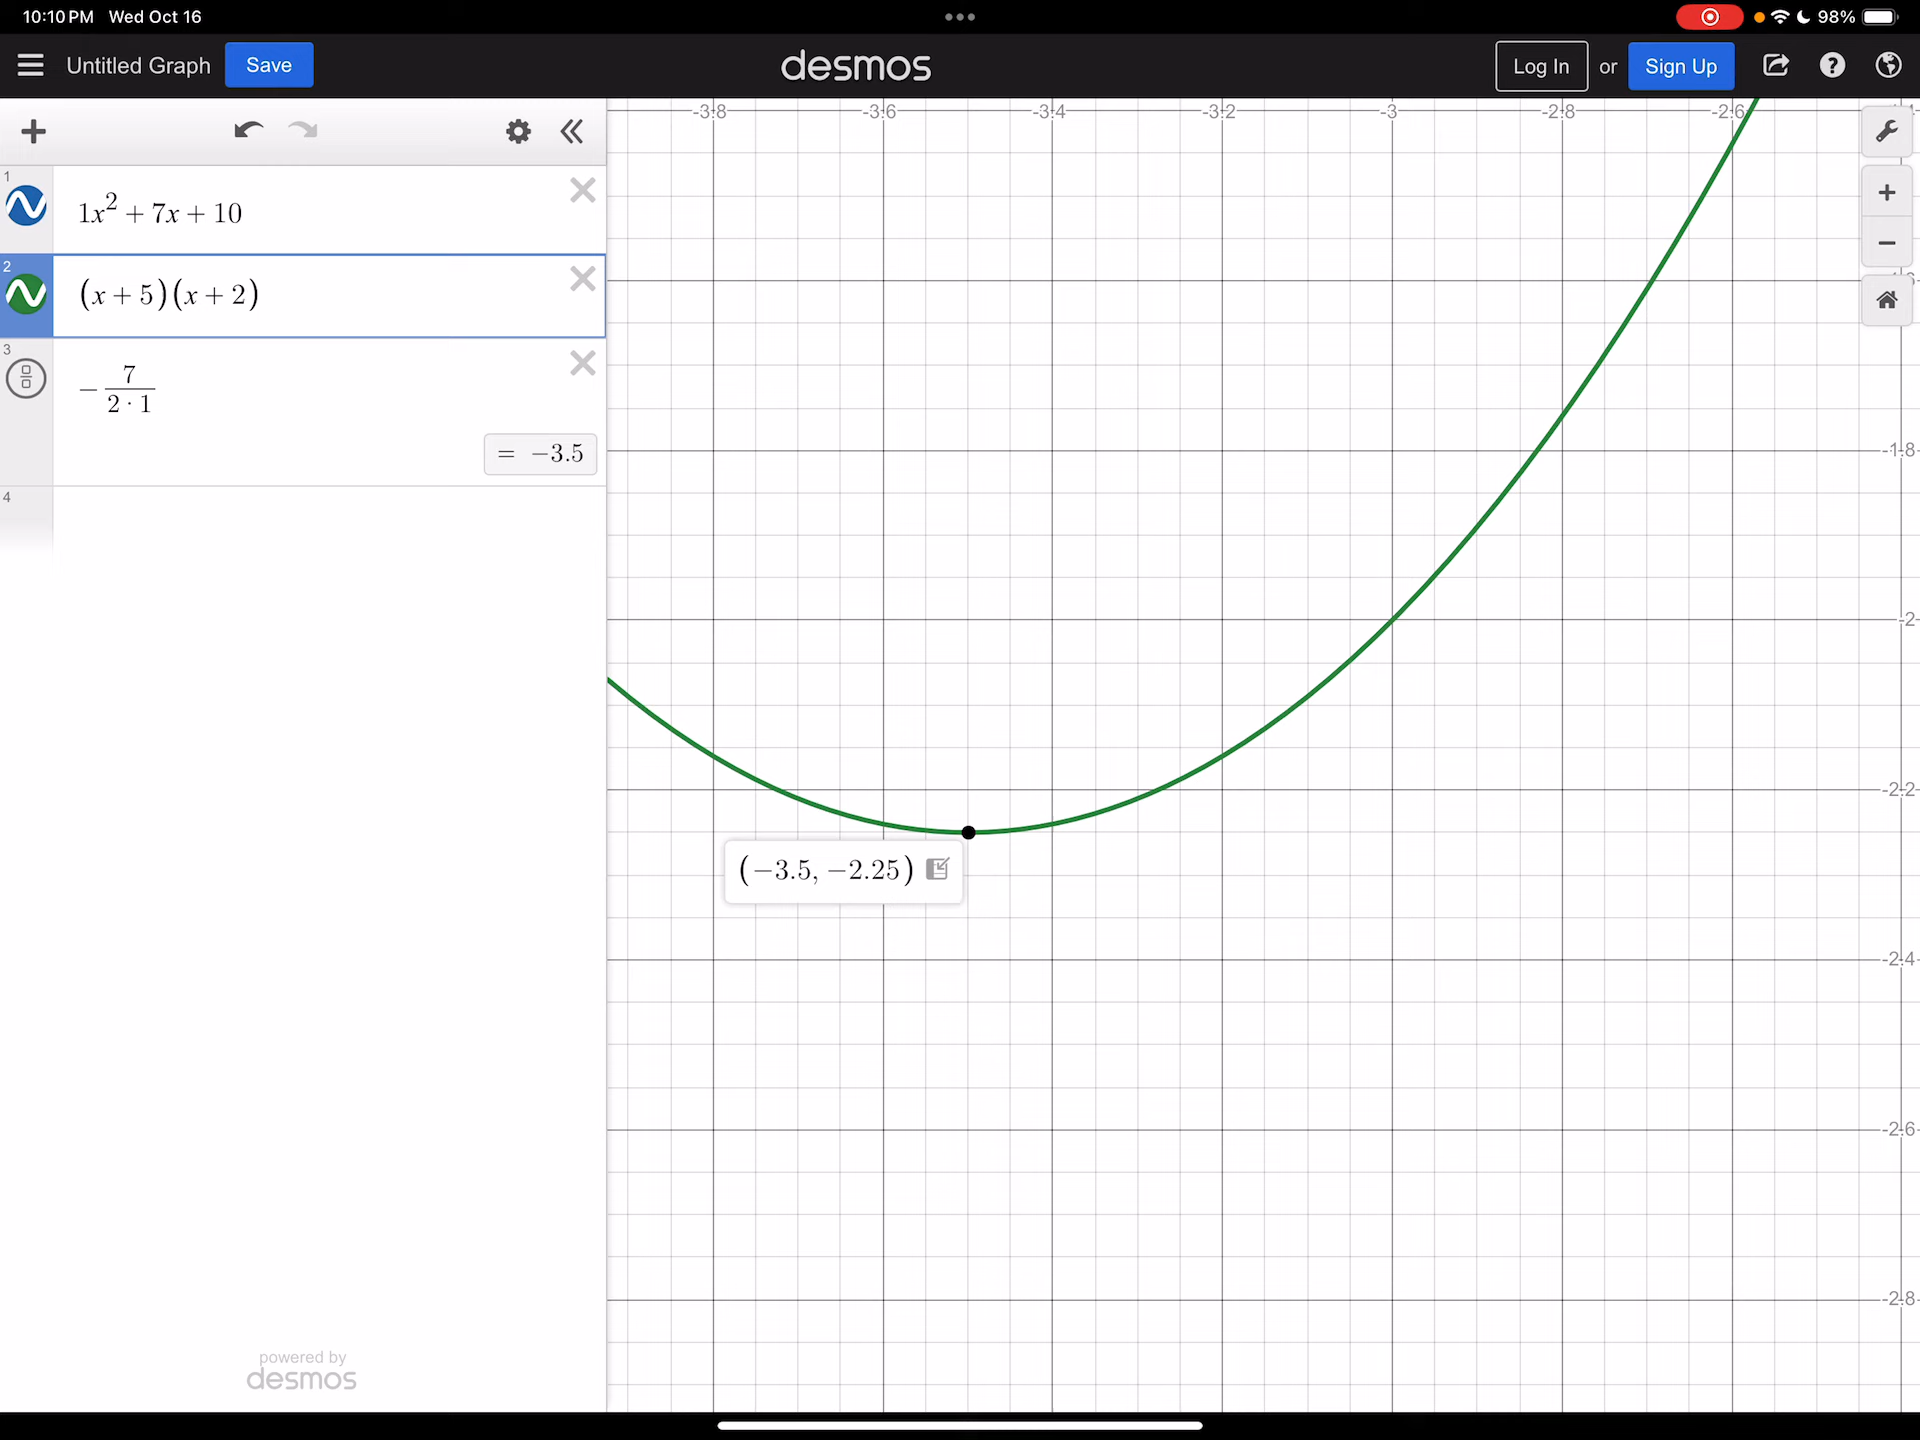 10:10 PM Wed Oct 16
98%
Untitled Graph Save
desmos
Log In or Sign Up
1
1x² + 7x + 10
2
(x + 5)(x + 2)
3
− 7/(2 · 1)
= −3.5
4
powered by
desmos
-3.8 -3.6 -3.4 -3.2 -3 -2.8 -2.6
-1.8
-2
-2.2
(−3.5, −2.25)
-2.4
-2.6
-2.8